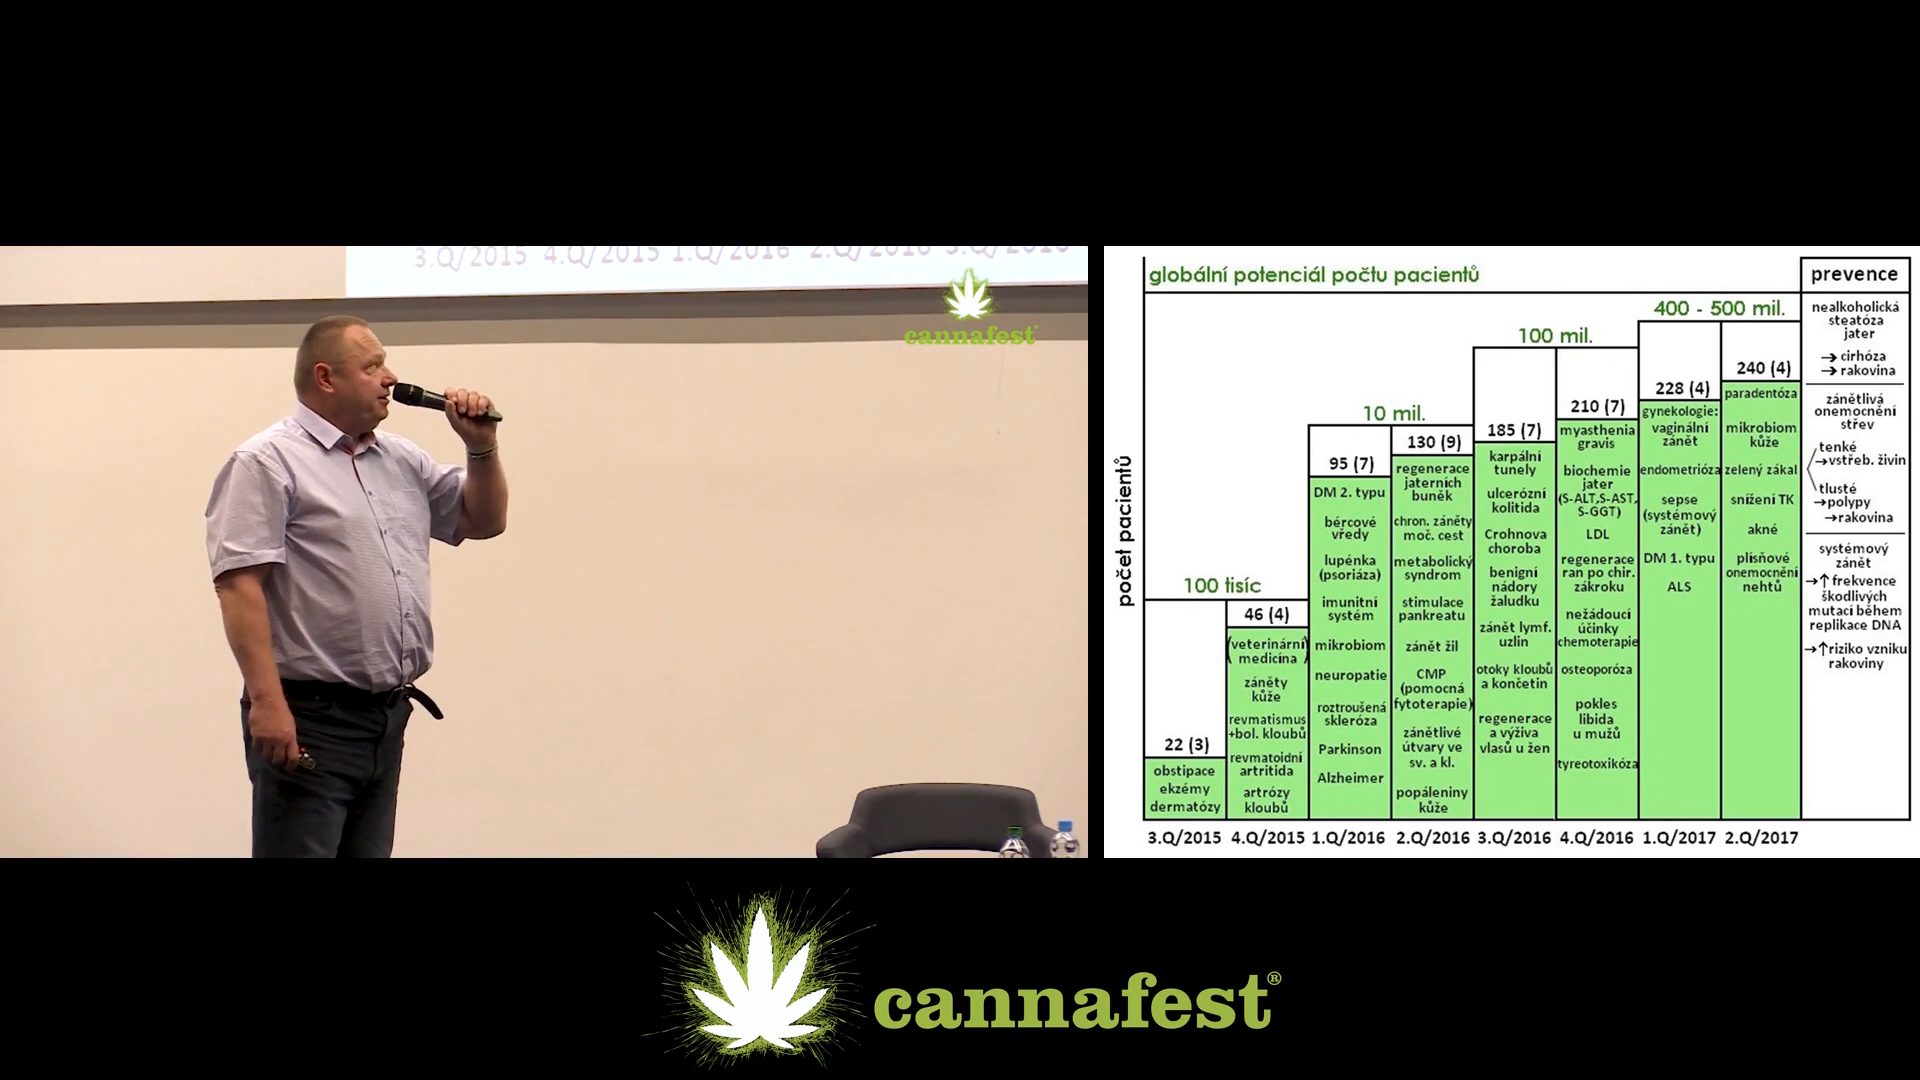 3.Q/2015 4.Q/2015 1.Q/2016 2.Q/2016 3.Q/2016
cannafest
globální potenciál počtu pacientů
prevence
počet pacientů
100 tisíc
10 mil.
100 mil.
400 - 500 mil.
22 (3)
obstipace
ekzémy
dermatózy
46 (4)
(veterinární
medicína)
záněty
kůže
revmatismus
+bol. kloubů
revmatoidní
artritida
artrózy
kloubů
95 (7)
DM 2. typu
bércové
vředy
lupénka
(psoriáza)
imunitní
systém
mikrobiom
neuropatie
roztroušená
skleróza
Parkinson
Alzheimer
130 (9)
regenerace
jaterních
buněk
chron. záněty
moč. cest
metabolický
syndrom
stimulace
pankreatu
zánět žil
CMP
(pomocná
fytoterapie)
zánětlivé
útvary ve
sv. a kl.
popáleniny
kůže
185 (7)
karpální
tunely
ulcerózní
kolitida
Crohnova
choroba
benigní
nádory
žaludku
zánět lymf.
uzlin
otoky kloubů
a končetin
regenerace
a výživa
vlasů u žen
210 (7)
myasthenia
gravis
biochemie
jater
(S-ALT,S-AST,
S-GGT)
LDL
regenerace
ran po chir.
zákroku
nežádoucí
účinky
chemoterapie
osteoporóza
pokles
libida
u mužů
tyreotoxikóza
228 (4)
gynekologie:
vaginální
zánět
endometrióza
sepse
(systémový
zánět)
DM 1. typu
ALS
240 (4)
paradentóza
mikrobiom
kůže
zelený zákal
snížení TK
akné
plísňové
onemocnění
nehtů
nealkoholická
steatóza
jater
→ cirhóza
→ rakovina
zánětlivá
onemocnění
střev
tenké
→vstřeb. živin
tlusté
→polypy
→rakovina
systémový
zánět
→↑frekvence
škodlivých
mutací během
replikace DNA
→↑riziko vzniku
rakoviny
3.Q/2015 4.Q/2015 1.Q/2016 2.Q/2016 3.Q/2016 4.Q/2016 1.Q/2017 2.Q/2017
cannafest®